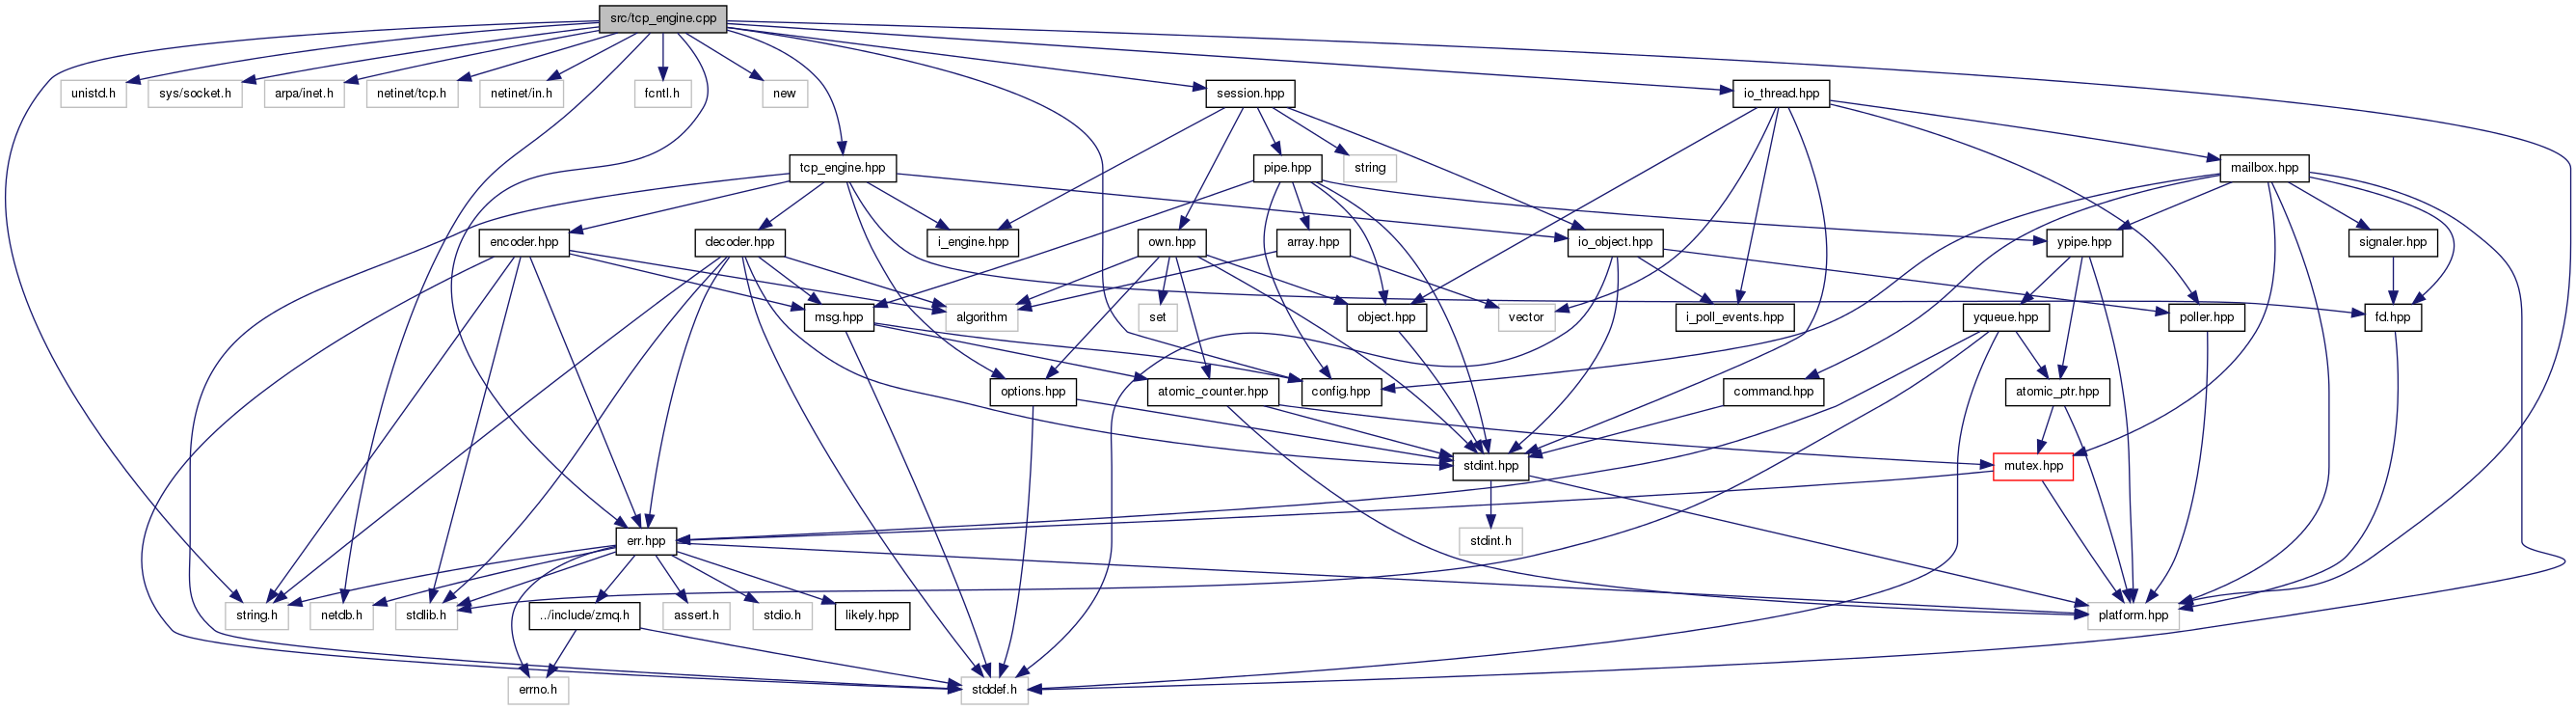 src/tcp_engine.cpp
unistd.h
sys/socket.h
arpa/inet.h
netinet/tcp.h
netinet/in.h
fcntl.h
new
session.hpp
io_thread.hpp
tcp_engine.hpp
pipe.hpp
string
mailbox.hpp
encoder.hpp
decoder.hpp
i_engine.hpp
own.hpp
array.hpp
io_object.hpp
ypipe.hpp
signaler.hpp
msg.hpp
algorithm
set
object.hpp
vector
i_poll_events.hpp
yqueue.hpp
poller.hpp
fd.hpp
options.hpp
atomic_counter.hpp
config.hpp
command.hpp
atomic_ptr.hpp
stdint.hpp
mutex.hpp
err.hpp
stdint.h
string.h
netdb.h
stdlib.h
../include/zmq.h
assert.h
stdio.h
likely.hpp
platform.hpp
errno.h
stddef.h